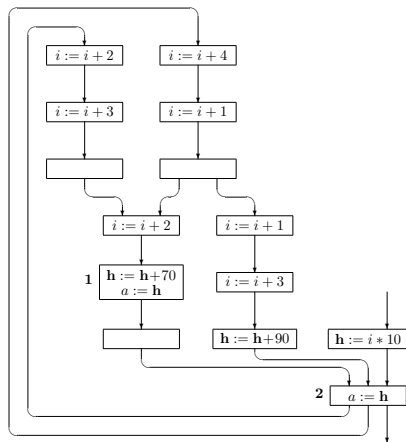 i := i + 2
i := i + 4
i := i + 3
i := i + 1
i := i + 2
i := i + 1
1
h := h+70
a := h
i := i + 3
h := h+90
h := i ∗ 10
2
a := h